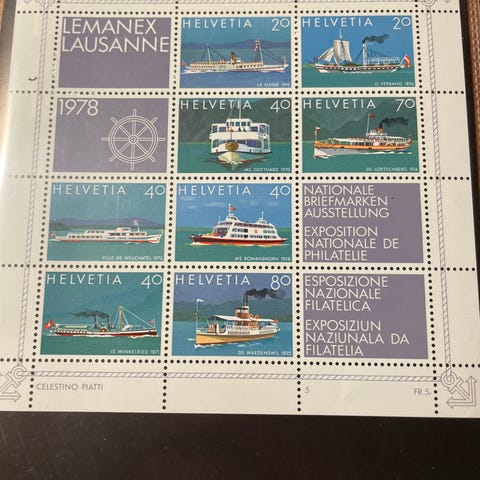 LEMANEX
LAUSANNE
HELVETIA 20
LA SUISSE 1910
HELVETIA 20
IL VERBANO 1826
1978
HELVETIA 40
MS GOTTHARD 1970
HELVETIA 70
DS LOETSCHBERG 1914
HELVETIA 40
VILLE DE NEUCHATEL 1972
HELVETIA 40
MS ROMANSHORN 1958
NATIONALE
BRIEFMARKEN
AUSSTELLUNG
EXPOSITION
NATIONALE DE
PHILATELIE
HELVETIA 40
LE WINKELRIED 1871
HELVETIA 80
DS WAEDENSWIL 1895
ESPOSIZIONE
NAZIONALE
FILATELICA
EXPOSIZIUN
NAZIUNALA DA
FILATELIA
CELESTINO PIATTI
5
FR.5.-